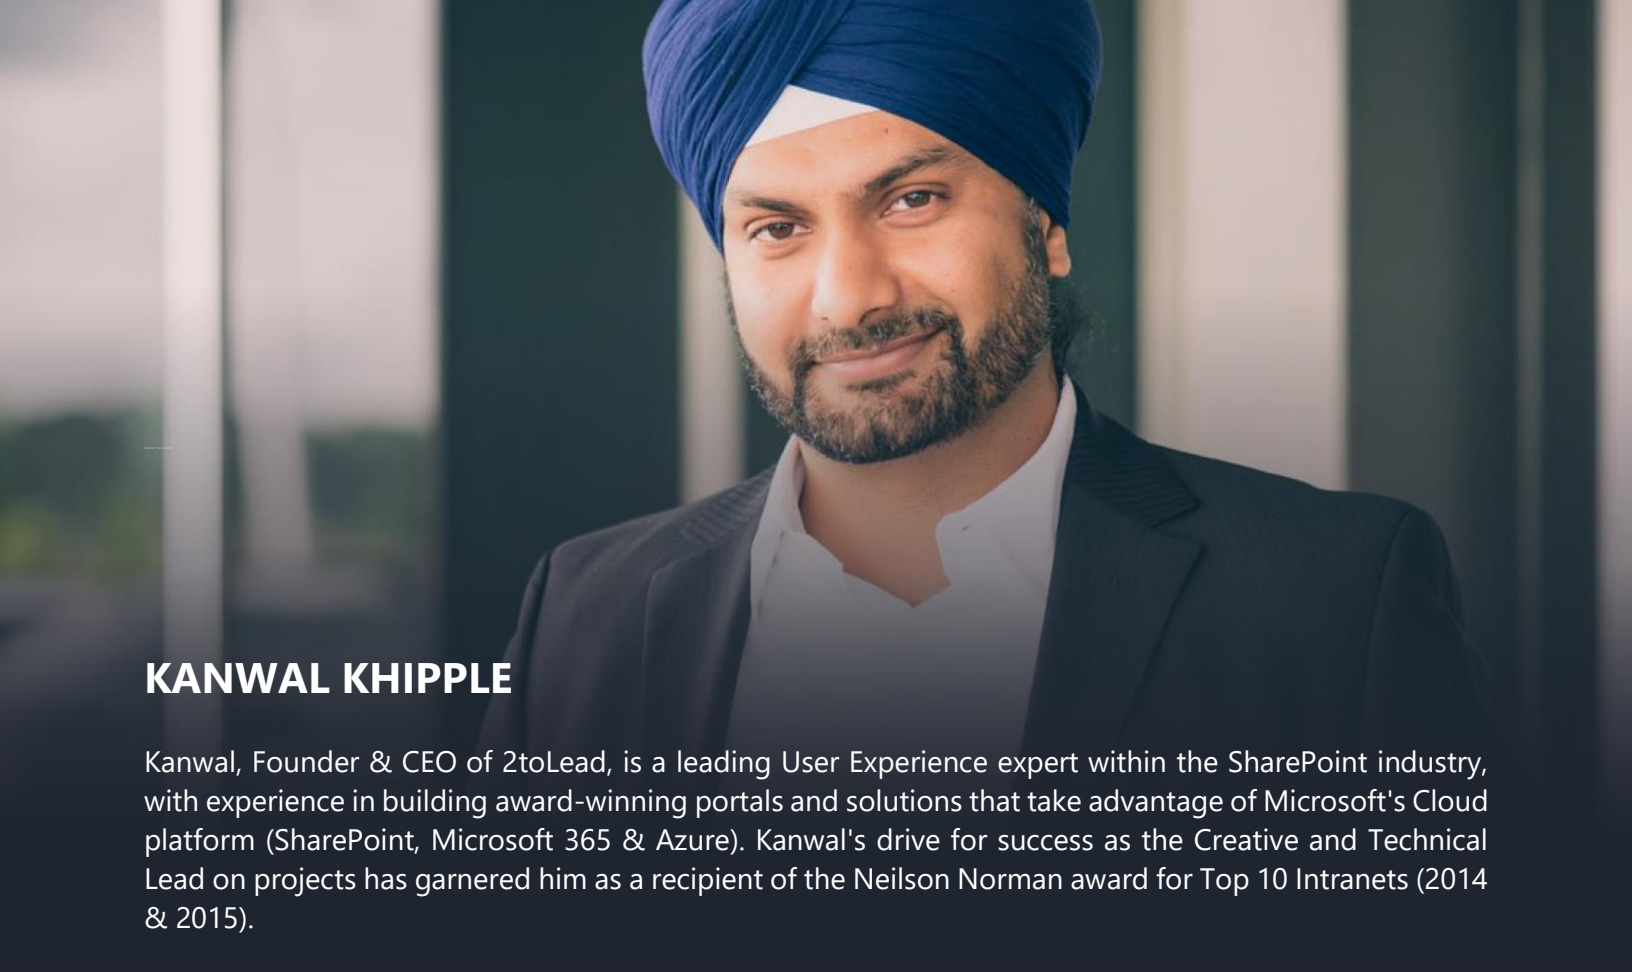 KANWAL KHIPPLE
Kanwal, Founder & CEO of 2toLead, is a leading User Experience expert within the SharePoint industry,
with experience in building award-winning portals and solutions that take advantage of Microsoft's Cloud
platform (SharePoint, Microsoft 365 & Azure). Kanwal's drive for success as the Creative and Technical
Lead on projects has garnered him as a recipient of the Neilson Norman award for Top 10 Intranets (2014
& 2015).